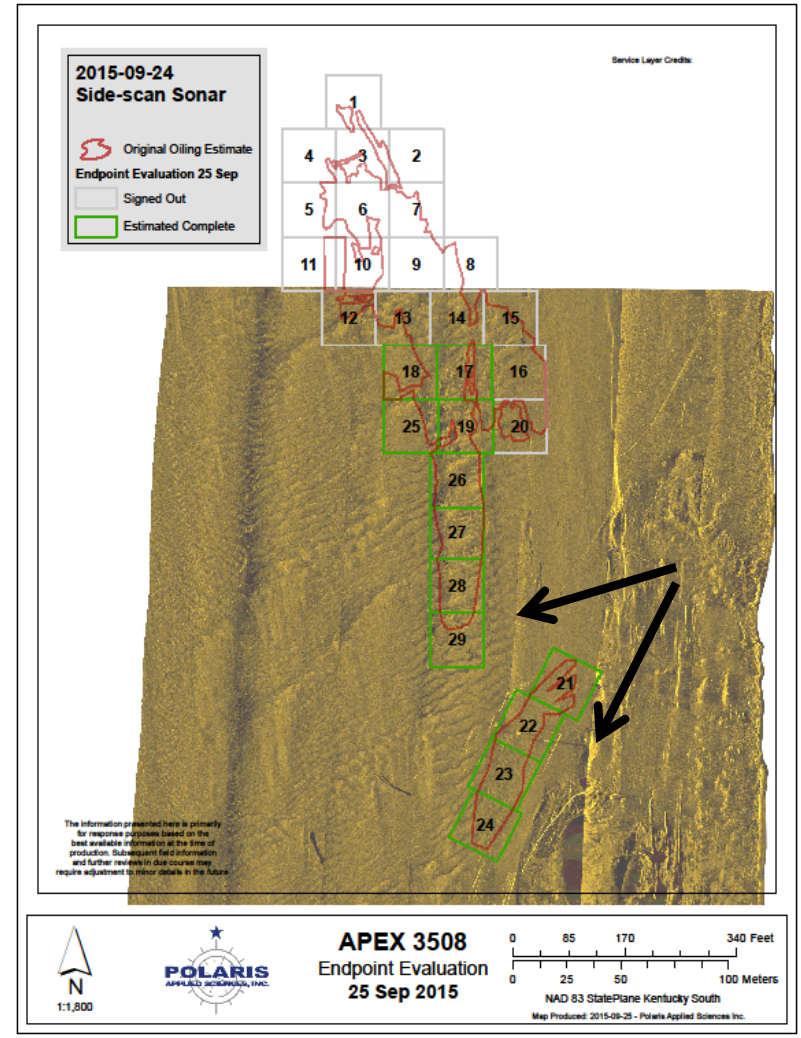 Service Layer Credits:
2015-09-24
Side-scan Sonar
Original Oiling Estimate
Endpoint Evaluation 25 Sep
Signed Out
Estimated Complete
1
4 3 2
5 6 7
11 10 9 8
12 13 14 15
18 17 16
25 19 20
26
27
28
29
21
22
23
24
The information presented here is primarily
for response purposes based on the
best available information at the time of
production. Subsequent field information
and further reviews in due course may
require adjustment to minor details in the future
N
1:1,800
POLARIS
APPLIED SCIENCES, INC.
APEX 3508
Endpoint Evaluation
25 Sep 2015
0 85 170 340 Feet
0 25 50 100 Meters
NAD 83 StatePlane Kentucky South
Map Produced: 2015-09-25 - Polaris Applied Sciences Inc.